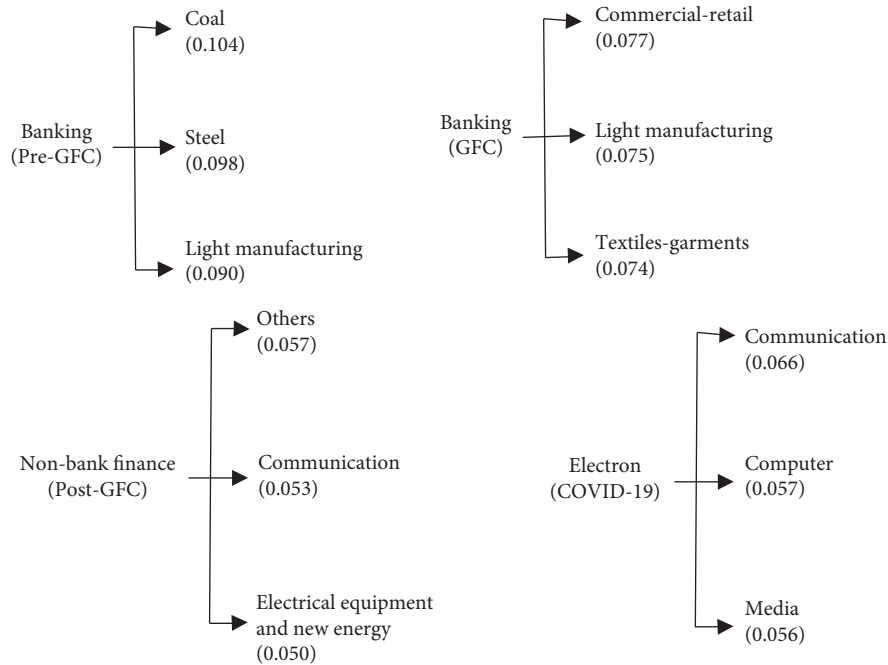 Banking
(Pre-GFC)
Coal
(0.104)
Steel
(0.098)
Light manufacturing
(0.090)
Banking
(GFC)
Commercial-retail
(0.077)
Light manufacturing
(0.075)
Textiles-garments
(0.074)
Non-bank finance
(Post-GFC)
Others
(0.057)
Communication
(0.053)
Electrical equipment
and new energy
(0.050)
Electron
(COVID-19)
Communication
(0.066)
Computer
(0.057)
Media
(0.056)